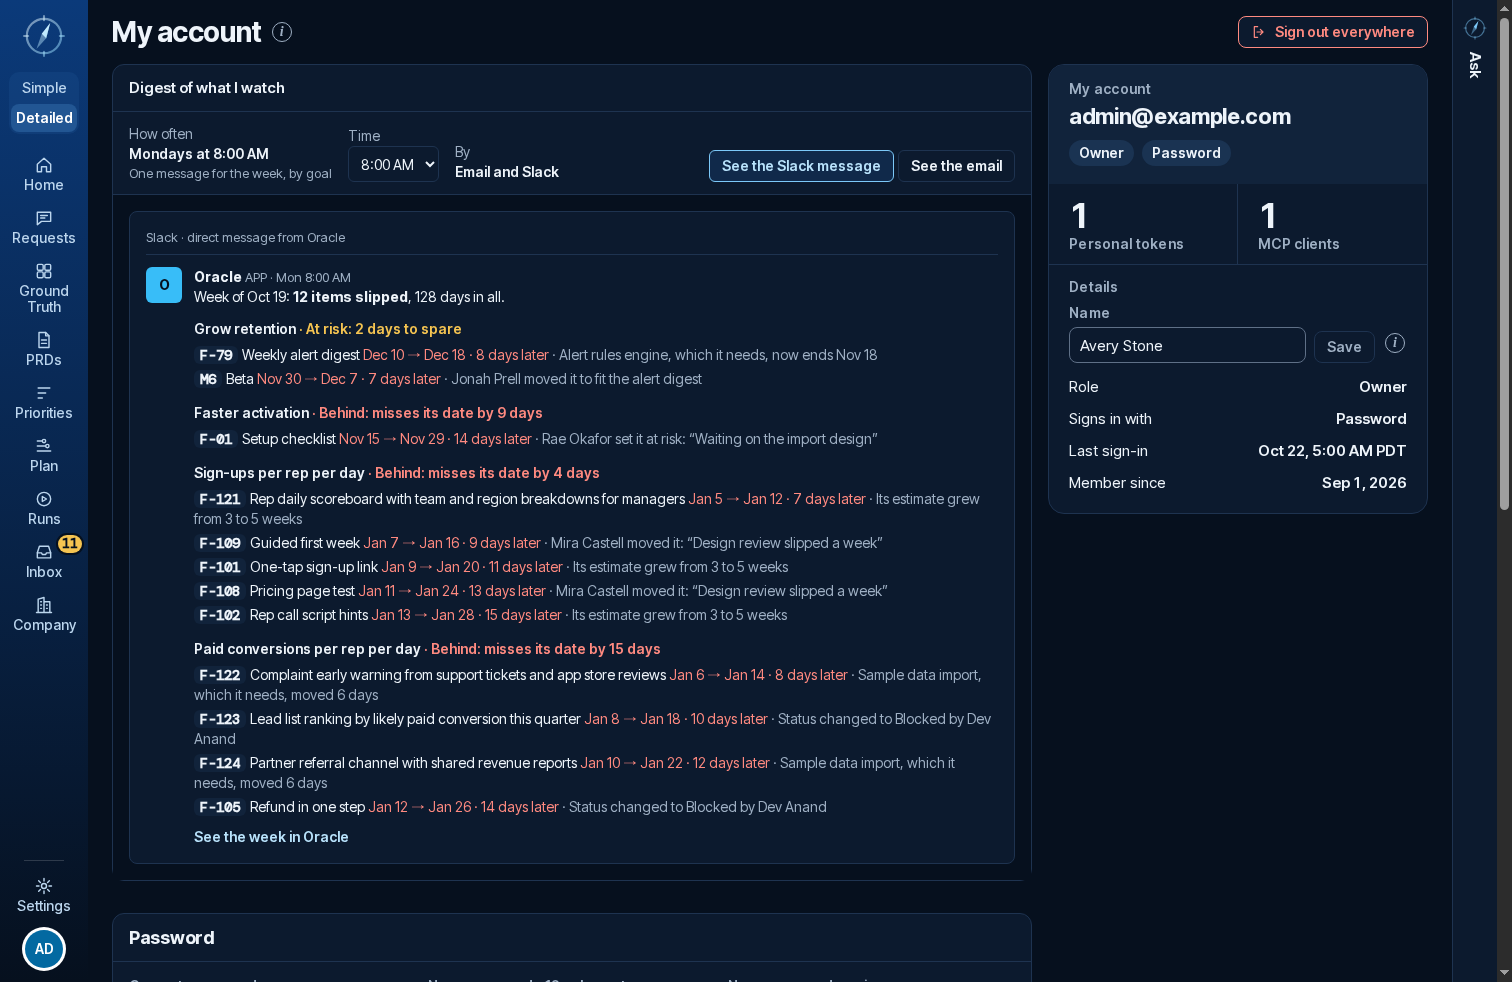 Simple
Detailed
Home
Requests
Ground
Truth
PRDs
Priorities
Plan
Runs
11
Inbox
Company
Settings
AD
My account
i
Sign out everywhere
Digest of what I watch
How often
Mondays at 8:00 AM
One message for the week, by goal
Time
8:00 AM
By
Email and Slack
See the Slack message
See the email
Slack · direct message from Oracle
O
Oracle APP · Mon 8:00 AM
Week of Oct 19: 12 items slipped, 128 days in all.
Grow retention · At risk: 2 days to spare
F-79 Weekly alert digest Dec 10 → Dec 18 · 8 days later · Alert rules engine, which it needs, now ends Nov 18
M6 Beta Nov 30 → Dec 7 · 7 days later · Jonah Prell moved it to fit the alert digest
Faster activation · Behind: misses its date by 9 days
F-01 Setup checklist Nov 15 → Nov 29 · 14 days later · Rae Okafor set it at risk: “Waiting on the import design”
Sign-ups per rep per day · Behind: misses its date by 4 days
F-121 Rep daily scoreboard with team and region breakdowns for managers Jan 5 → Jan 12 · 7 days later · Its estimate grew
from 3 to 5 weeks
F-109 Guided first week Jan 7 → Jan 16 · 9 days later · Mira Castell moved it: “Design review slipped a week”
F-101 One-tap sign-up link Jan 9 → Jan 20 · 11 days later · Its estimate grew from 3 to 5 weeks
F-108 Pricing page test Jan 11 → Jan 24 · 13 days later · Mira Castell moved it: “Design review slipped a week”
F-102 Rep call script hints Jan 13 → Jan 28 · 15 days later · Its estimate grew from 3 to 5 weeks
Paid conversions per rep per day · Behind: misses its date by 15 days
F-122 Complaint early warning from support tickets and app store reviews Jan 6 → Jan 14 · 8 days later · Sample data import,
which it needs, moved 6 days
F-123 Lead list ranking by likely paid conversion this quarter Jan 8 → Jan 18 · 10 days later · Status changed to Blocked by Dev
Anand
F-124 Partner referral channel with shared revenue reports Jan 10 → Jan 22 · 12 days later · Sample data import, which it
needs, moved 6 days
F-105 Refund in one step Jan 12 → Jan 26 · 14 days later · Status changed to Blocked by Dev Anand
See the week in Oracle
Password
My account
admin@example.com
Owner
Password
1
Personal tokens
1
MCP clients
Details
Name
Avery Stone
Save
i
Role Owner
Signs in with Password
Last sign-in Oct 22, 5:00 AM PDT
Member since Sep 1, 2026
Ask